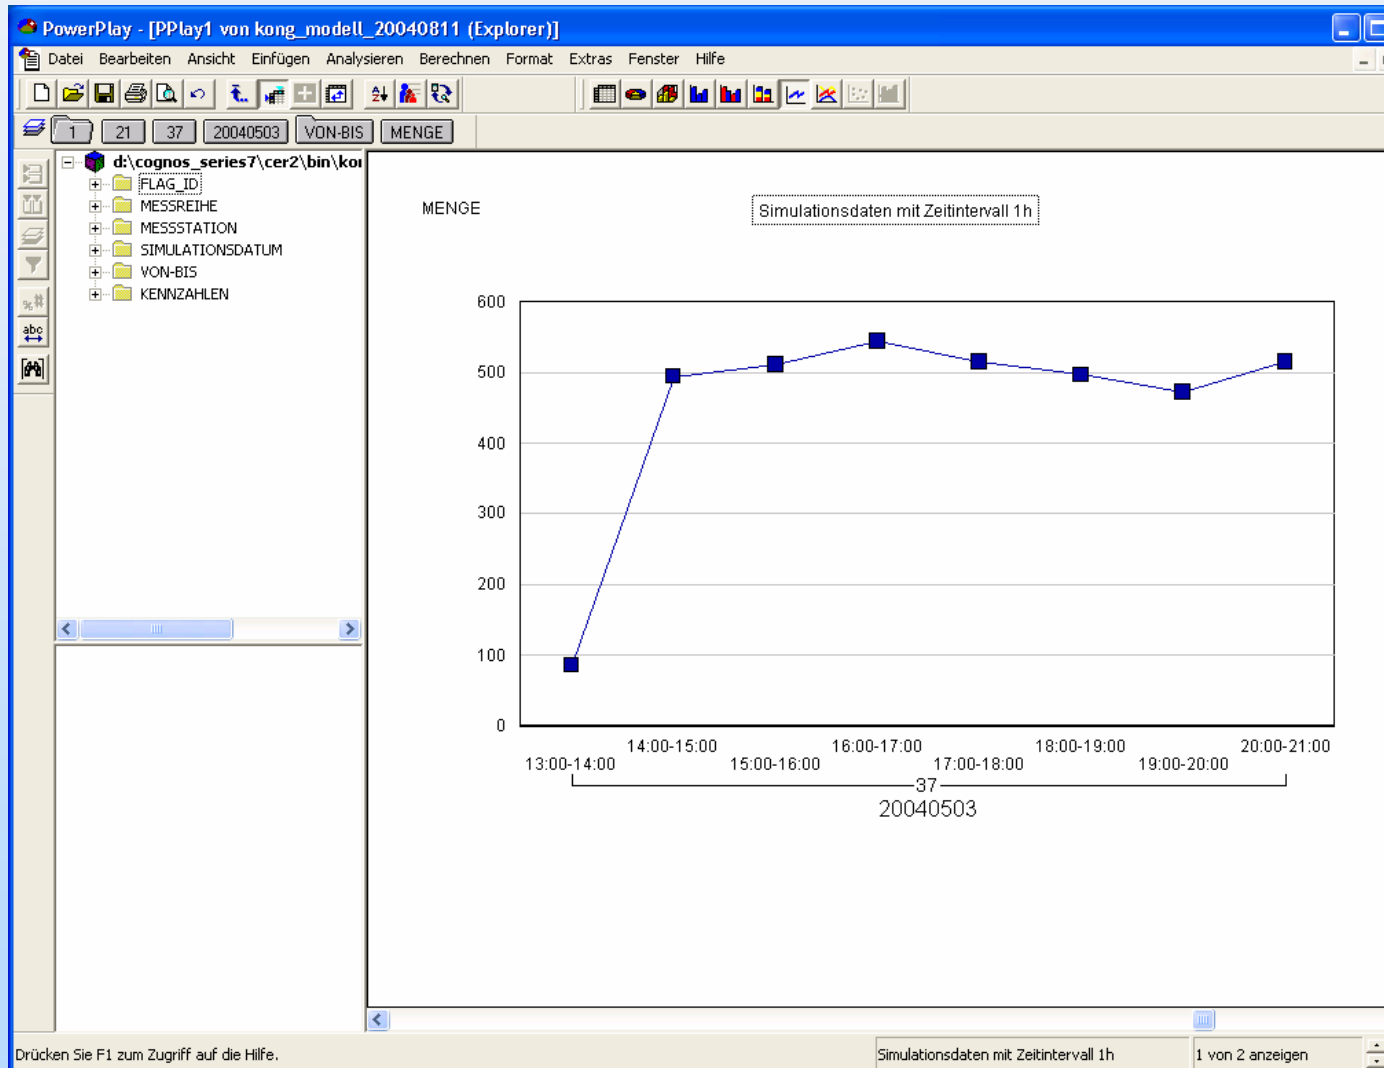 PowerPlay - [PPlay1 von kong_modell_20040811 (Explorer)]
Datei Bearbeiten Ansicht Einfügen Analysieren Berechnen Format Extras Fenster Hilfe
1 21 37 20040503 VON-BIS MENGE
d:\cognos_series7\cer2\bin\kon
FLAG_ID
MESSREIHE
MESSSTATION
SIMULATIONSDATUM
VON-BIS
KENNZAHLEN
%#
abc
MENGE
Simulationsdaten mit Zeitintervall 1h
600
500
400
300
200
100
0
14:00-15:00 16:00-17:00 18:00-19:00 20:00-21:00
13:00-14:00 15:00-16:00 17:00-18:00 19:00-20:00
37
20040503
Drücken Sie F1 zum Zugriff auf die Hilfe. Simulationsdaten mit Zeitintervall 1h 1 von 2 anzeigen